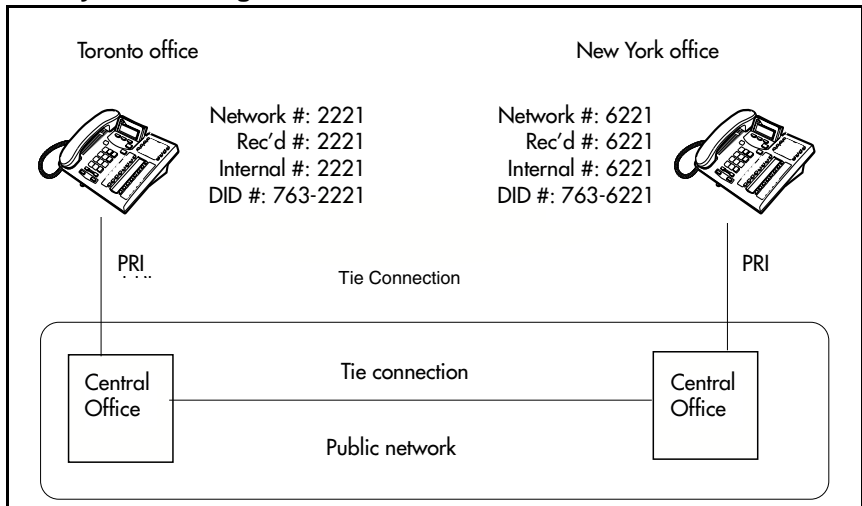 Toronto office
New York office
Network #: 2221
Rec'd #: 2221
Internal #: 2221
DID #: 763-2221
Network #: 6221
Rec'd #: 6221
Internal #: 6221
DID #: 763-6221
PRI
Tie Connection
PRI
Central
Office
Tie connection
Central
Office
Public network